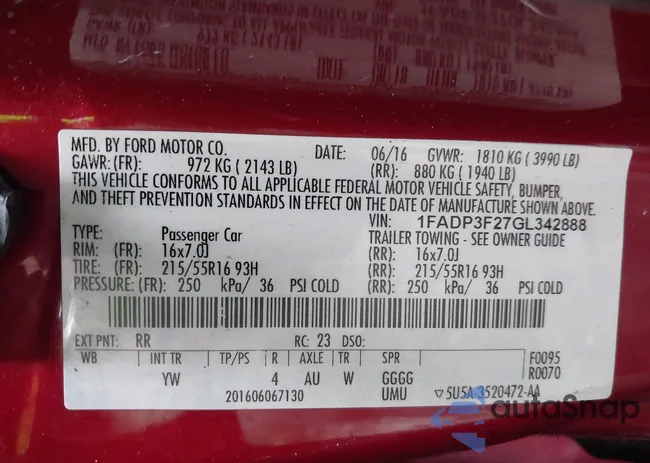 MFD. BY FORD MOTOR CO. DATE: 06/16 GVWR: 1810 KG ( 3990 LB)
GAWR: (FR): 972 KG ( 2143 LB) (RR): 880 KG ( 1940 LB)
THIS VEHICLE CONFORMS TO ALL APPLICABLE FEDERAL MOTOR VEHICLE SAFETY, BUMPER,
AND THEFT PREVENTION STANDARDS IN EFFECT ON THE DATE OF MANUFACTURE SHOWN ABOVE.
VIN: 1FADP3F27GL342888
TYPE: Passenger Car TRAILER TOWING - SEE OWNER GUIDE
RIM: (FR): 16x7.0J (RR): 16x7.0J
TIRE: (FR): 215/55R16 93H (RR): 215/55R16 93H
PRESSURE: (FR): 250 kPa/ 36 PSI COLD (RR): 250 kPa/ 36 PSI COLD
EXT PNT: RR RC: 23 DSO:
WB INT TR TP/PS R AXLE TR SPR F0095
YW 4 AU W GGGG R0070
201606067130 UMU ▽5U5A-3520472-AA
autoSnap